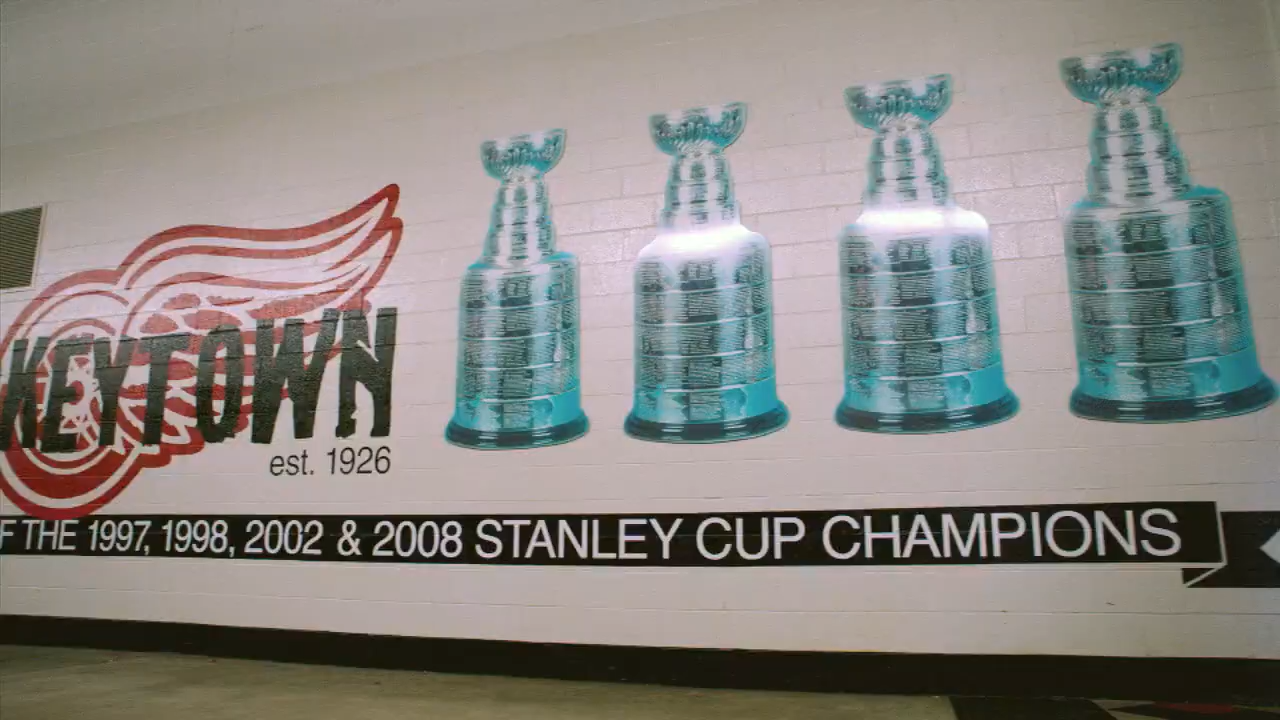 KEYTOWN
est. 1926
F THE 1997, 1998, 2002 & 2008 STANLEY CUP CHAMPIONS